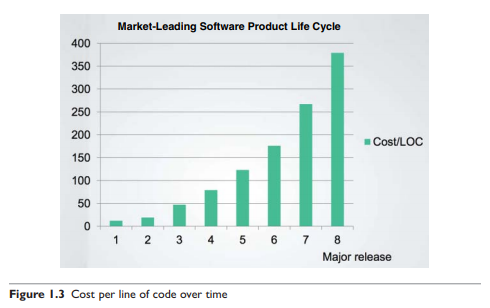 Market-Leading Software Product Life Cycle
400
350
300
250
200
150
100
50
0
Cost/LOC
1 2 3 4 5 6 7 8
Major release
Figure 1.3 Cost per line of code over time